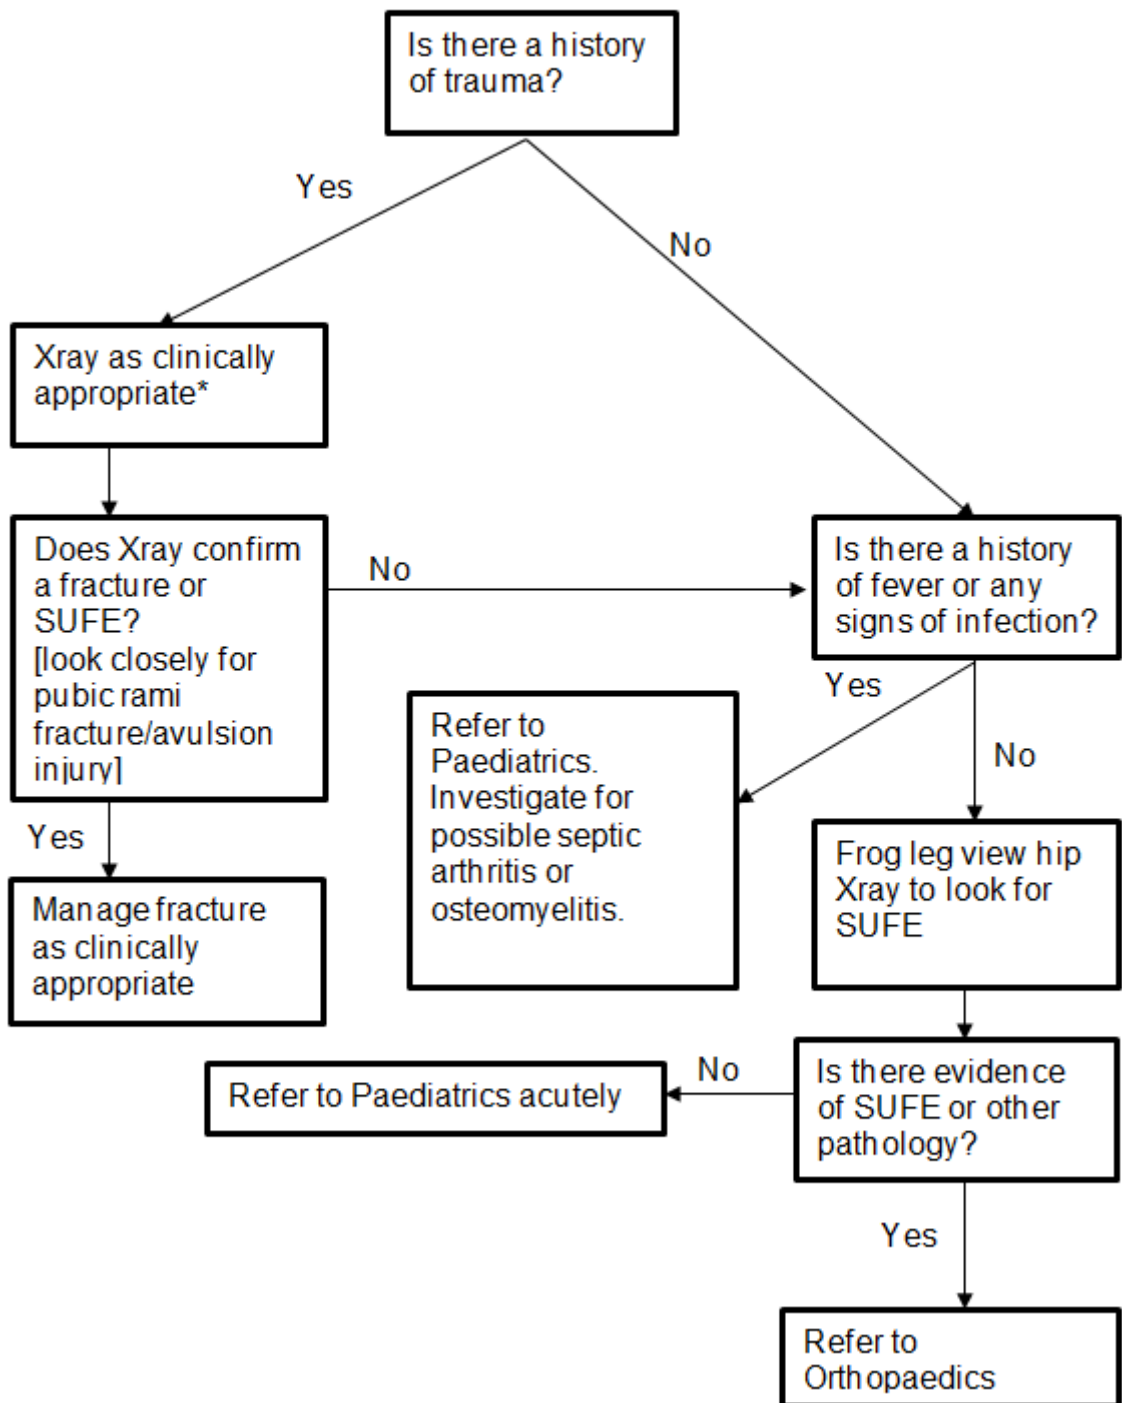 Is there a history
of trauma?
Yes
No
Xray as clinically
appropriate*
Does Xray confirm
a fracture or
SUFE?
[look closely for
pubic rami
fracture/avulsion
injury]
No
Is there a history
of fever or any
signs of infection?
Yes
No
Refer to
Paediatrics.
Investigate for
possible septic
arthritis or
osteomyelitis.
Yes
Manage fracture
as clinically
appropriate
Frog leg view hip
Xray to look for
SUFE
Is there evidence
of SUFE or other
pathology?
No
Refer to Paediatrics acutely
Yes
Refer to
Orthopaedics